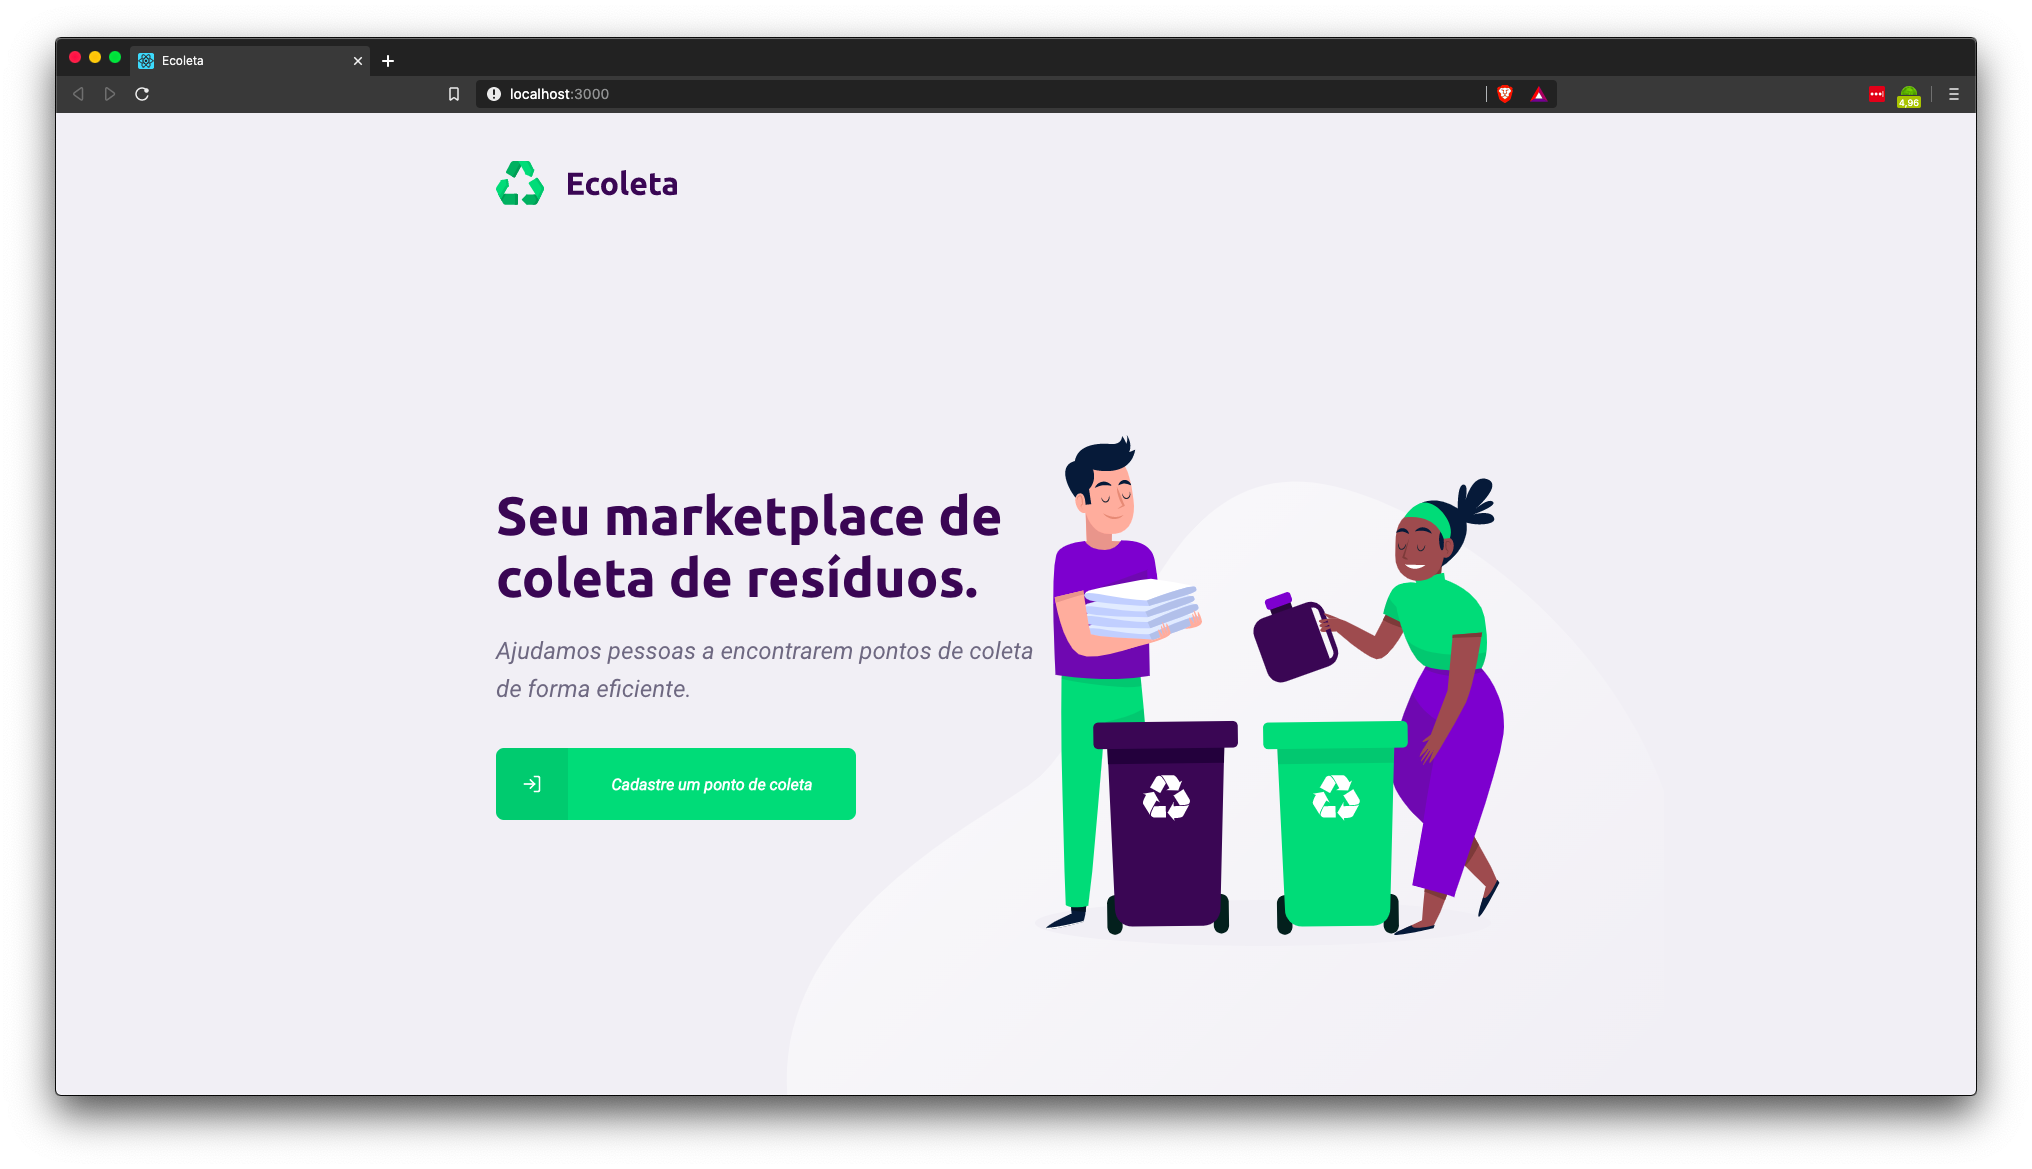 Ecoleta
localhost:3000
4,96
Ecoleta
Seu marketplace de
coleta de resíduos.
Ajudamos pessoas a encontrarem pontos de coleta
de forma eficiente.
Cadastre um ponto de coleta